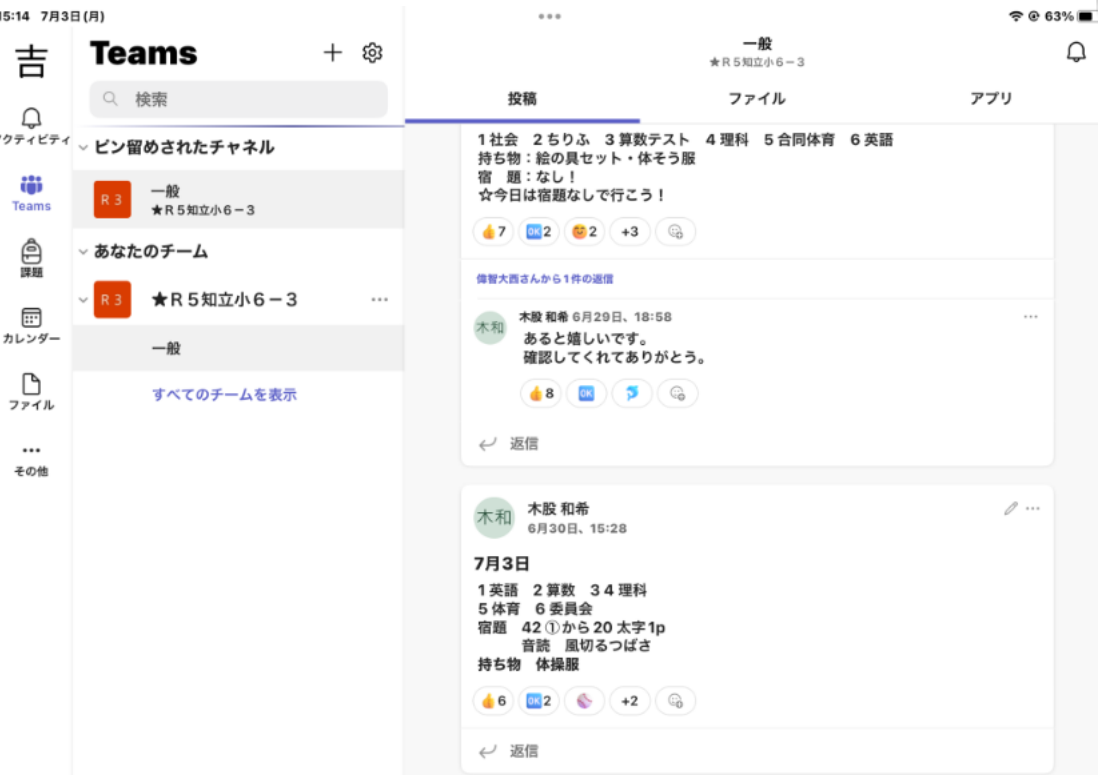 15:14 7月3日(月)
63%
吉
Teams
検索
アクティビティ
Teams
課題
カレンダー
ファイル
その他
ピン留めされたチャネル
R 3
一般
★R5知立小6-3
あなたのチーム
R 3
★R5知立小6-3
一般
すべてのチームを表示
一般
★R5知立小6-3
投稿
ファイル
アプリ
1社会 2ちりふ 3算数テスト 4理科 5合同体育 6英語
持ち物：絵の具セット・体そう服
宿 題：なし！
☆今日は宿題なしで行こう！
7 OK 2 2 +3
偉智大西さんから1件の返信
木和
木股 和希 6月29日、18:58
あると嬉しいです。
確認してくれてありがとう。
8 OK
返信
木和
木股 和希
6月30日、15:28
7月3日
1英語 2算数 34理科
5体育 6委員会
宿題 42①から20太字1p
音読 風切るつばさ
持ち物 体操服
6 OK 2 +2
返信